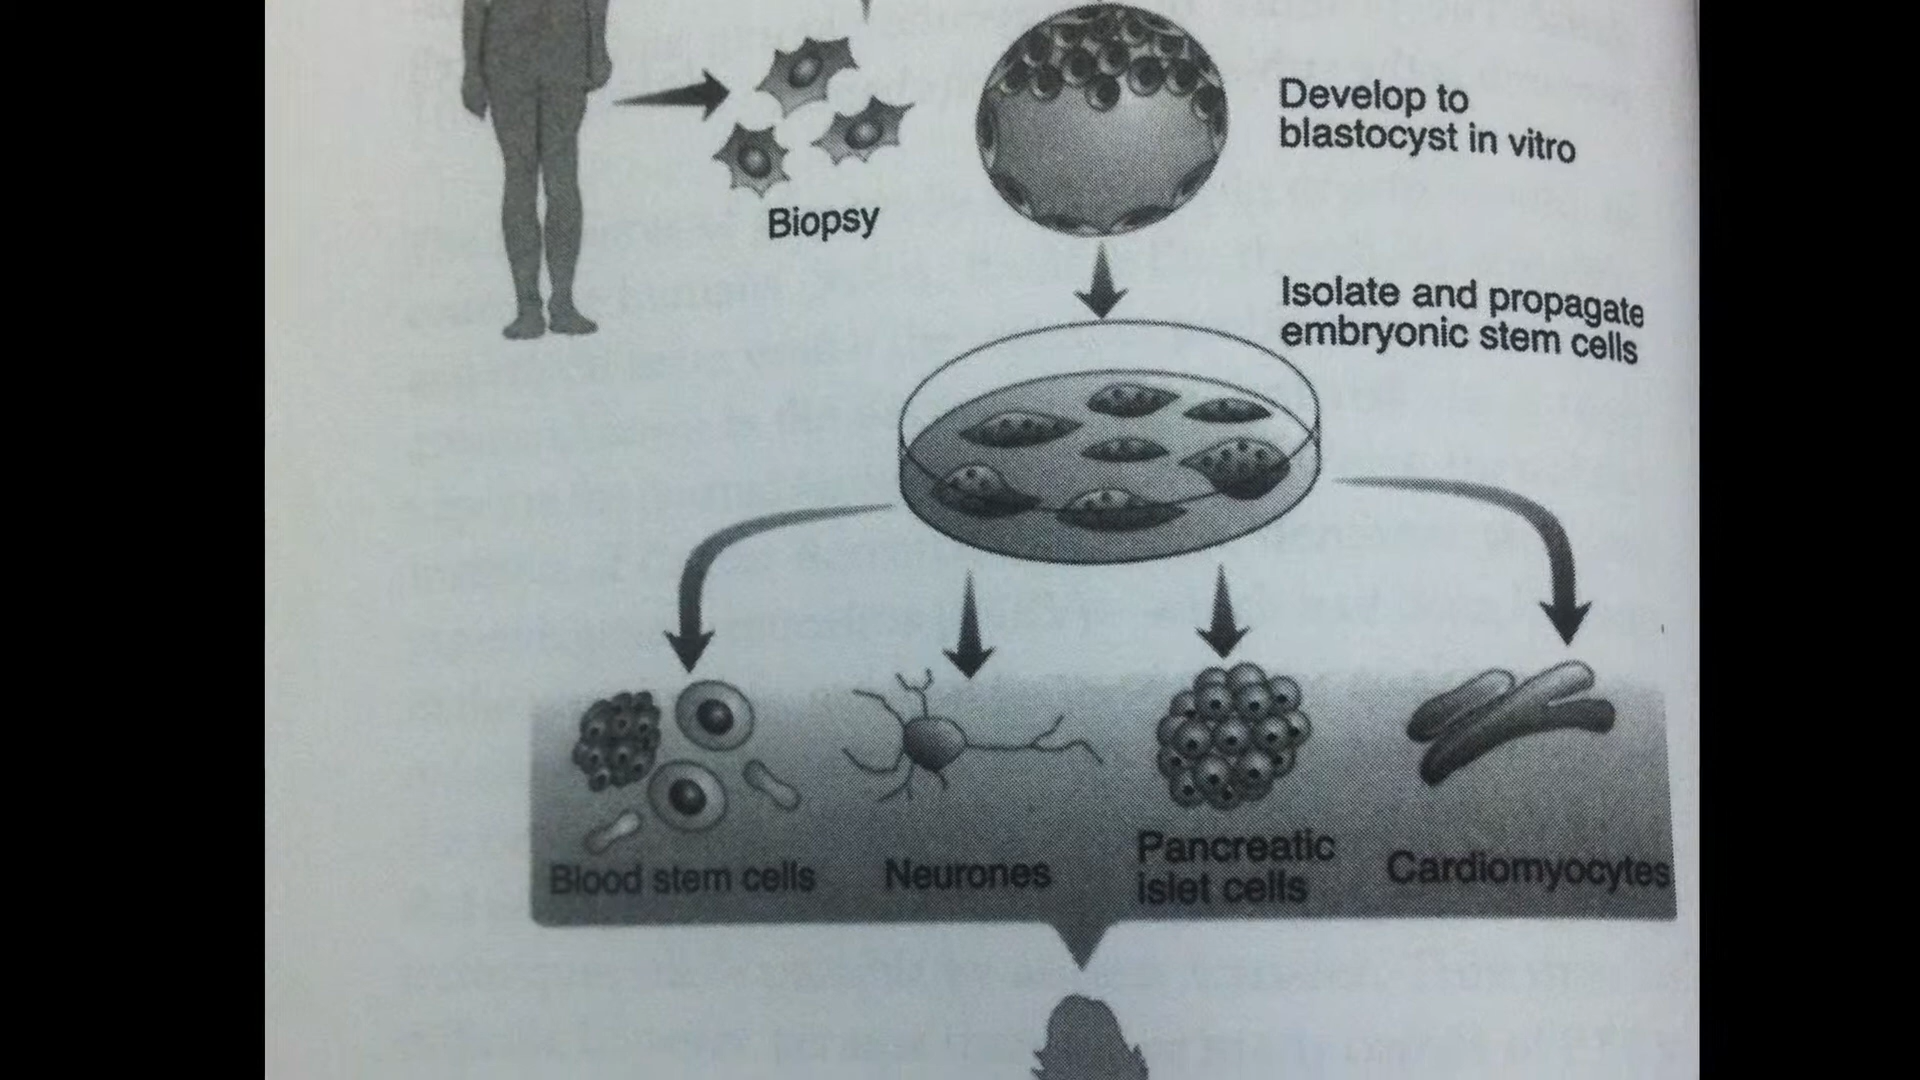 Develop to
blastocyst in vitro
Biopsy
Isolate and propagate
embryonic stem cells
Blood stem cells
Neurones
Pancreatic
islet cells
Cardiomyocytes